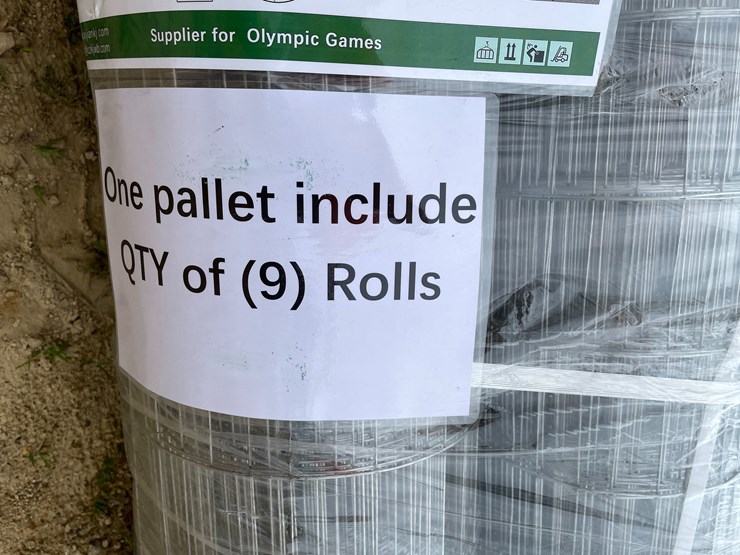 Supplier for Olympic Games
One pallet include
QTY of (9) Rolls